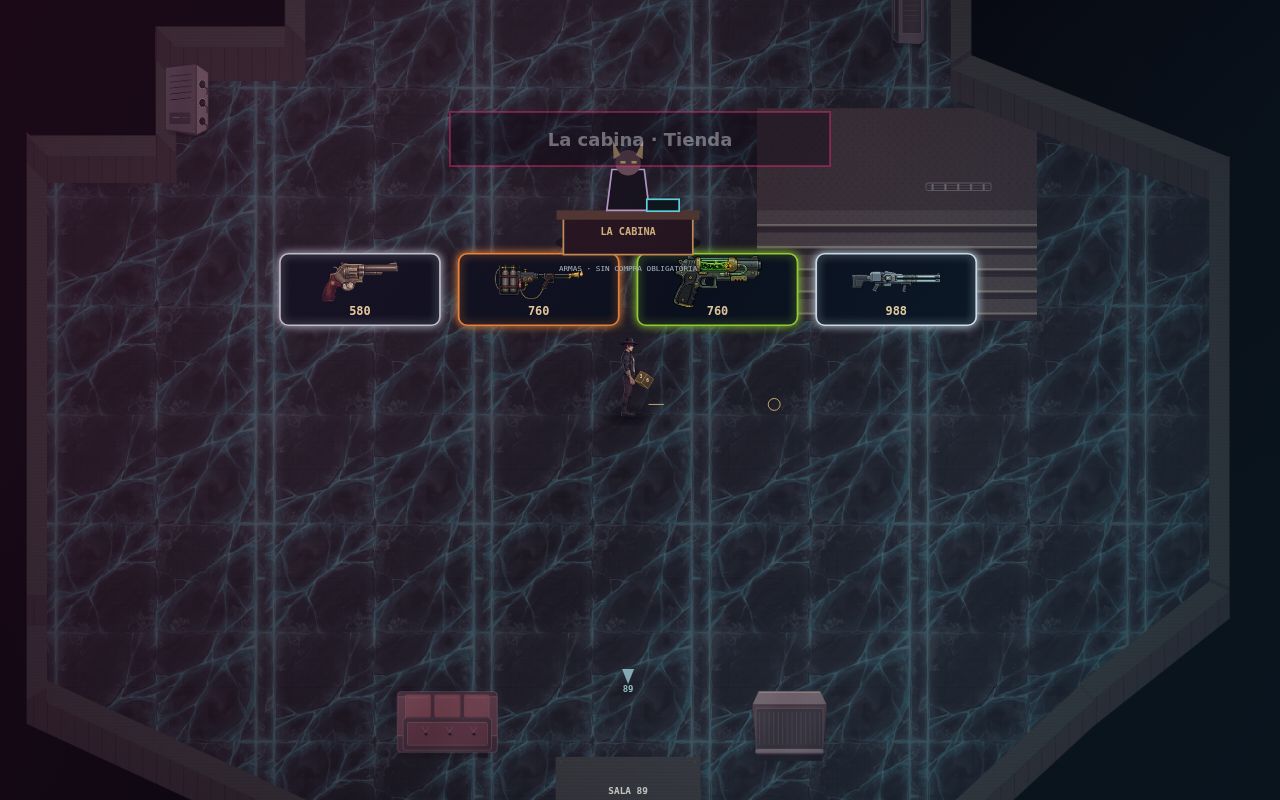 La cabina · Tienda
LA CABINA
ARMAS · SIN COMPRA OBLIGATORIA
580
760
760
988
89
SALA 89